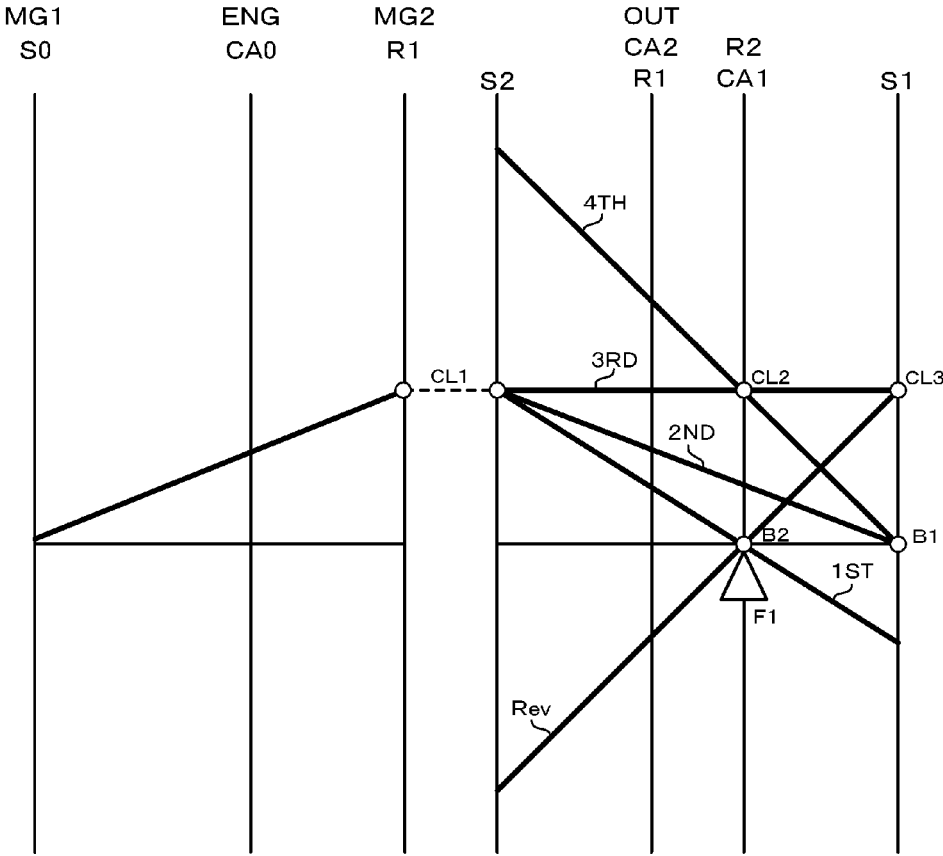 MG1
S0
ENG
CA0
MG2
R1
S2
OUT
CA2
R1
R2
CA1
S1
4TH
3RD
CL1
CL2
CL3
2ND
B2
B1
1ST
F1
Rev